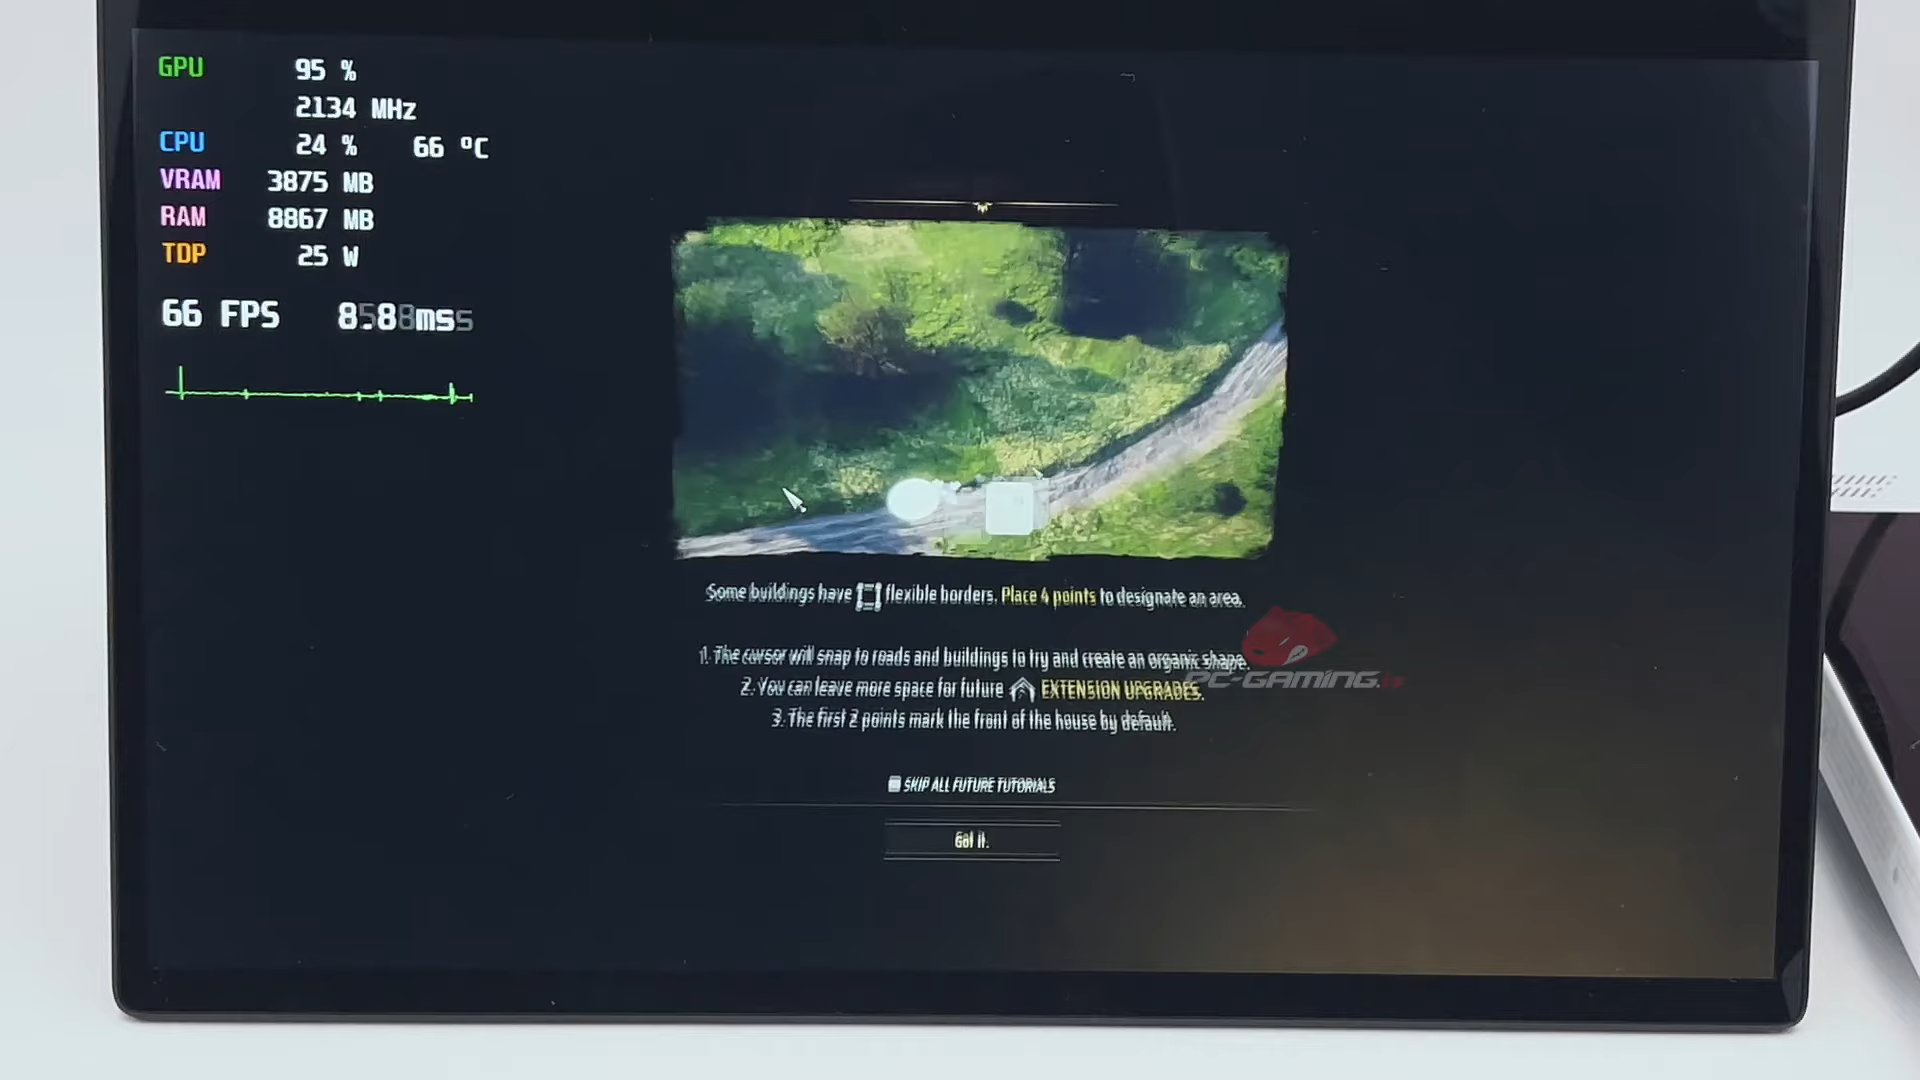 GPU 95 %
2134 MHz
CPU 24 % 66 ºC
VRAM 3875 MB
RAM 8867 MB
TDP 25 W
66 FPS
Some buildings have flexible borders. Place 4 points to designate an area.
1. The cursor will snap to roads and buildings to try and create an organic shape.
2. You can leave more space for future EXTENSION UPGRADES.
3. The first 2 points mark the front of the house by default.
PC-GAMING
SKIP ALL FUTURE TUTORIALS
Got it.